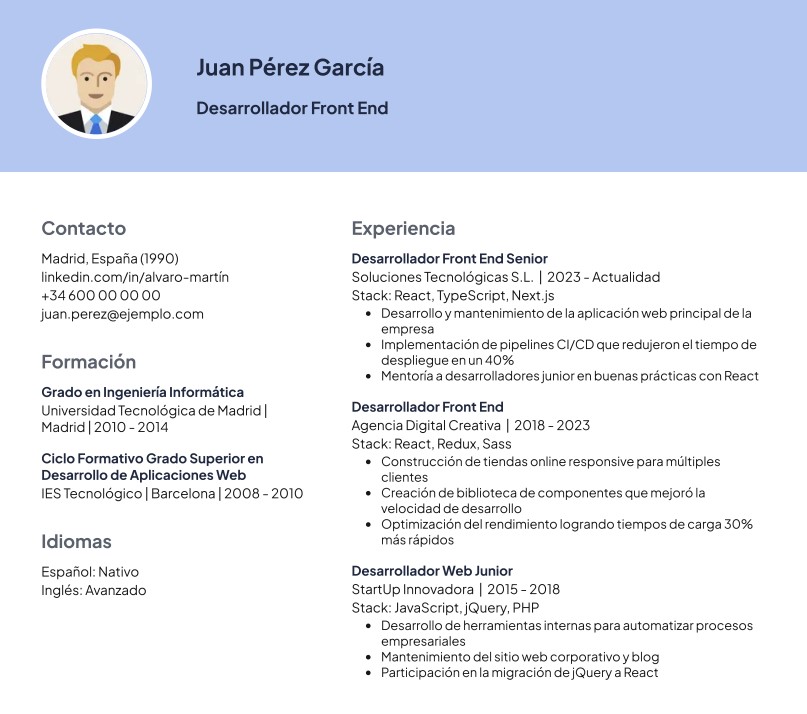 Juan Pérez García
Desarrollador Front End
Contacto
Madrid, España (1990)
linkedin.com/in/alvaro-martín
+34 600 00 00 00
juan.perez@ejemplo.com
Formación
Grado en Ingeniería Informática
Universidad Tecnológica de Madrid |
Madrid | 2010 - 2014
Ciclo Formativo Grado Superior en
Desarrollo de Aplicaciones Web
IES Tecnológico | Barcelona | 2008 - 2010
Idiomas
Español: Nativo
Inglés: Avanzado
Experiencia
Desarrollador Front End Senior
Soluciones Tecnológicas S.L. | 2023 - Actualidad
Stack: React, TypeScript, Next.js
• Desarrollo y mantenimiento de la aplicación web principal de la
empresa
• Implementación de pipelines CI/CD que redujeron el tiempo de
despliegue en un 40%
• Mentoría a desarrolladores junior en buenas prácticas con React
Desarrollador Front End
Agencia Digital Creativa | 2018 - 2023
Stack: React, Redux, Sass
• Construcción de tiendas online responsive para múltiples
clientes
• Creación de biblioteca de componentes que mejoró la
velocidad de desarrollo
• Optimización del rendimiento logrando tiempos de carga 30%
más rápidos
Desarrollador Web Junior
StartUp Innovadora | 2015 - 2018
Stack: JavaScript, jQuery, PHP
• Desarrollo de herramientas internas para automatizar procesos
empresariales
• Mantenimiento del sitio web corporativo y blog
• Participación en la migración de jQuery a React